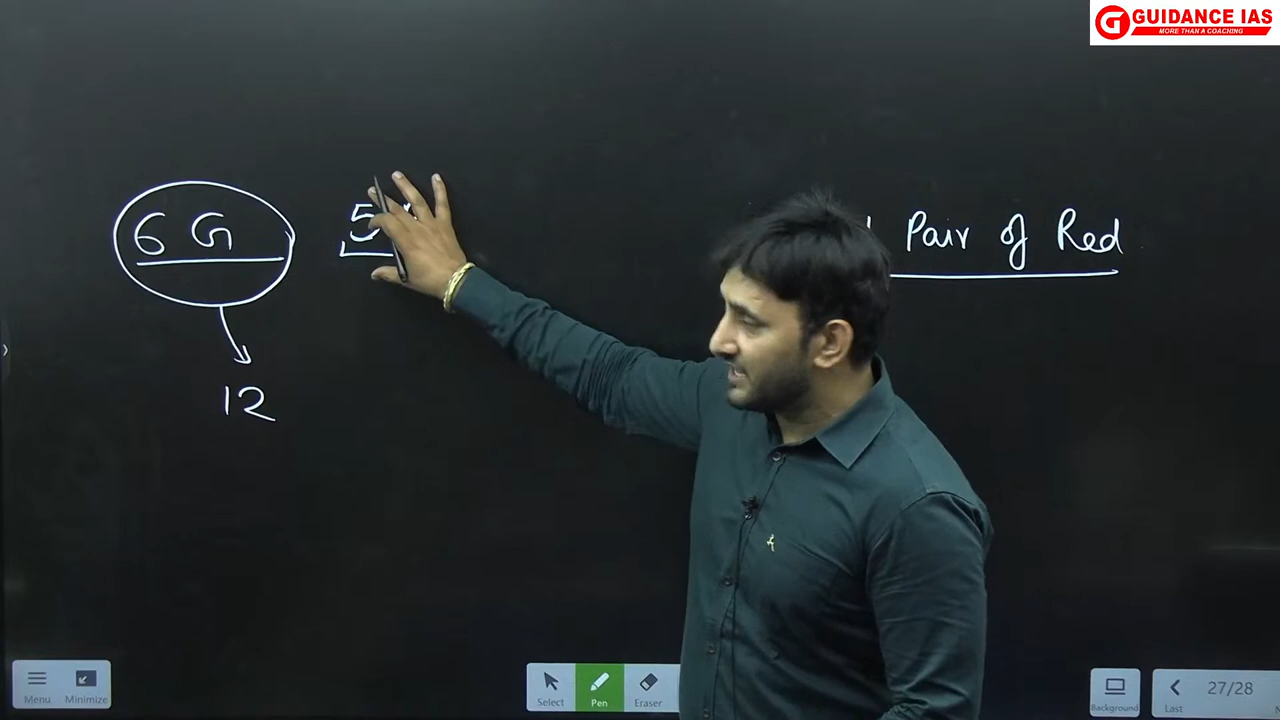 GUIDANCE IAS
MORE THAN A COACHING
6 G 5 Pair of Red
12
Menu Minimize
Select Pen Eraser
Background
27/28
Last